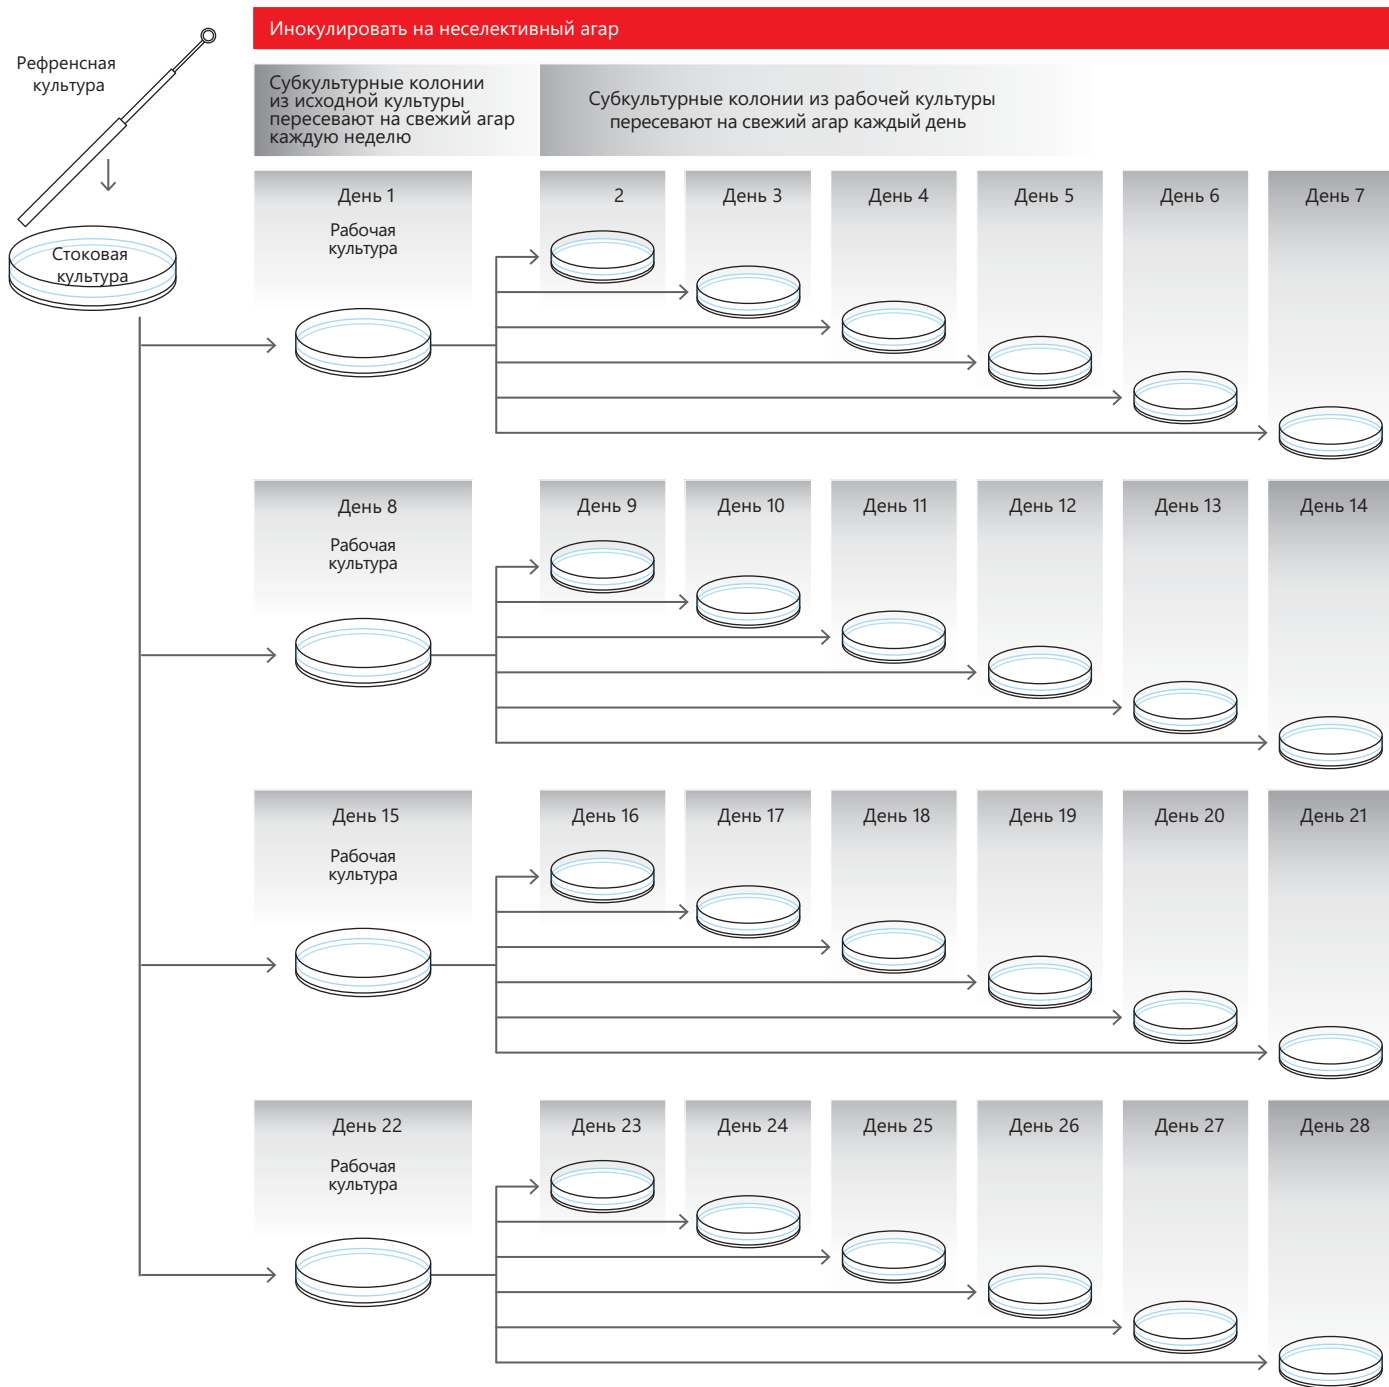 Инокулировать на неселективный агар
Рефренсная
культура
Субкультурные колонии
из исходной культуры
пересевают на свежий агар
каждую неделю
Субкультурные колонии из рабочей культуры
пересевают на свежий агар каждый день
Стоковая
культура
День 1
Рабочая
культура
2
День 3
День 4
День 5
День 6
День 7
День 8
Рабочая
культура
День 9
День 10
День 11
День 12
День 13
День 14
День 15
Рабочая
культура
День 16
День 17
День 18
День 19
День 20
День 21
День 22
Рабочая
культура
День 23
День 24
День 25
День 26
День 27
День 28